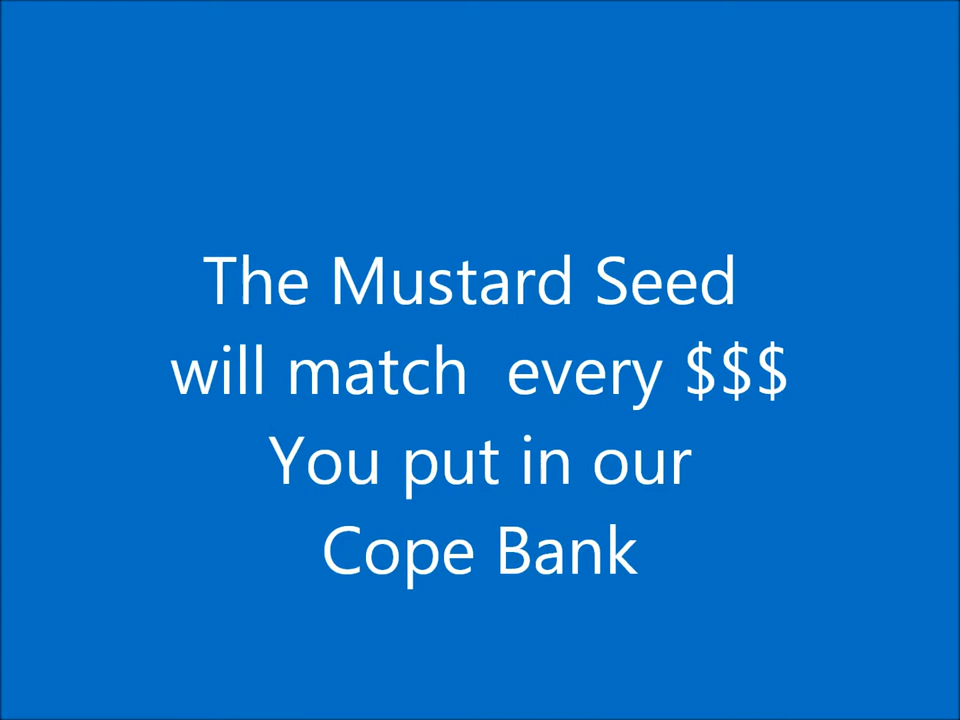 The Mustard Seed
will match  every $$$
You put in our
Cope Bank